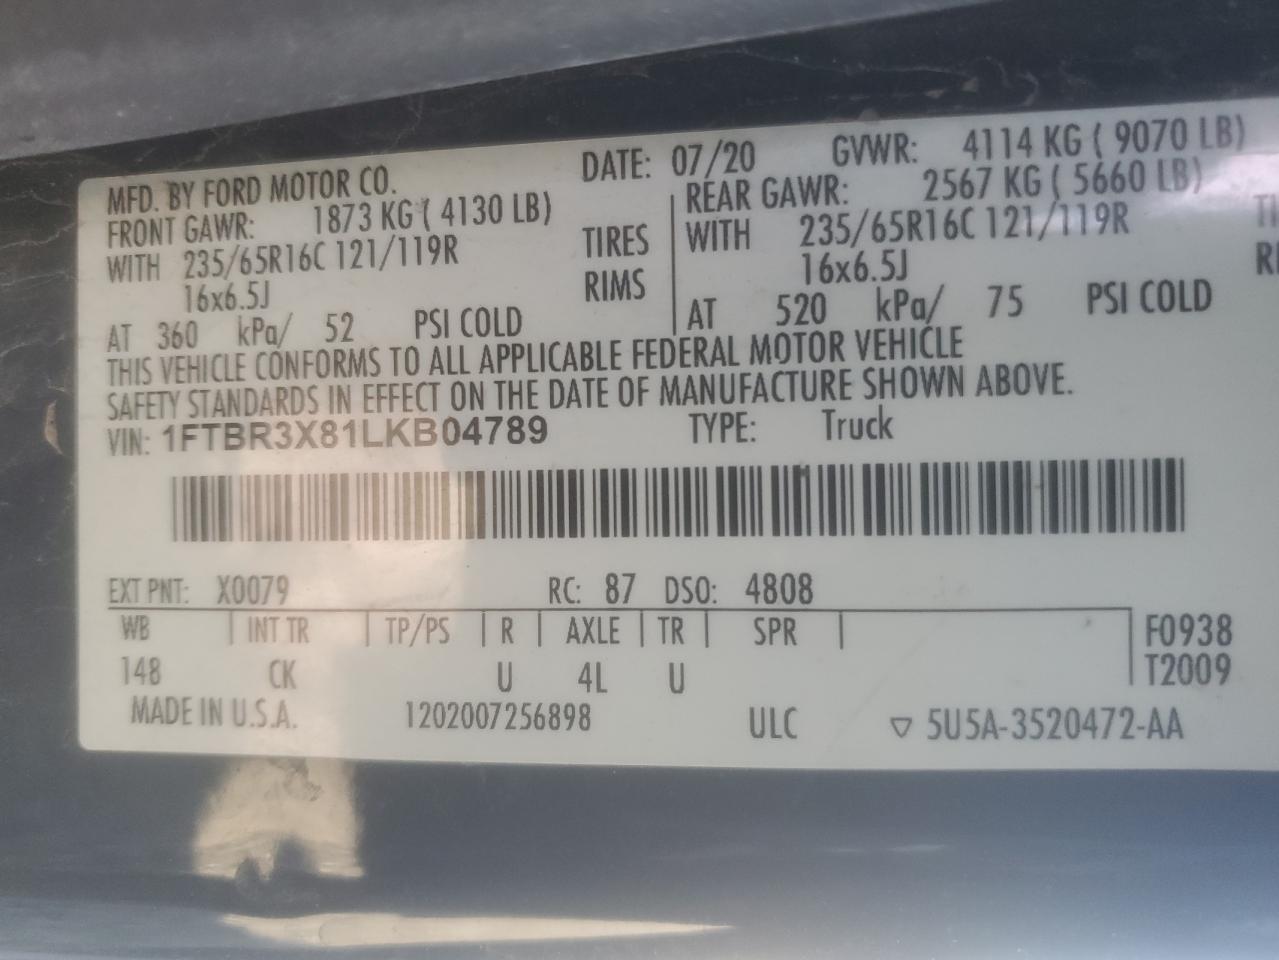 MFD. BY FORD MOTOR CO. DATE: 07/20 GVWR: 4114 KG ( 9070 LB)
FRONT GAWR: 1873 KG ( 4130 LB) REAR GAWR: 2567 KG ( 5660 LB)
WITH 235/65R16C 121/119R TIRES WITH 235/65R16C 121/119R
16x6.5J RIMS 16x6.5J
AT 360 kPa/ 52 PSI COLD AT 520 kPa/ 75 PSI COLD
THIS VEHICLE CONFORMS TO ALL APPLICABLE FEDERAL MOTOR VEHICLE
SAFETY STANDARDS IN EFFECT ON THE DATE OF MANUFACTURE SHOWN ABOVE.
VIN: 1FTBR3X81LKB04789 TYPE: Truck
EXT PNT: X0079 RC: 87 DSO: 4808
WB INT TR TP/PS R AXLE TR SPR F0938
148 CK U 4L U T2009
MADE IN U.S.A. 1202007256898 ULC ▽ 5U5A-3520472-AA